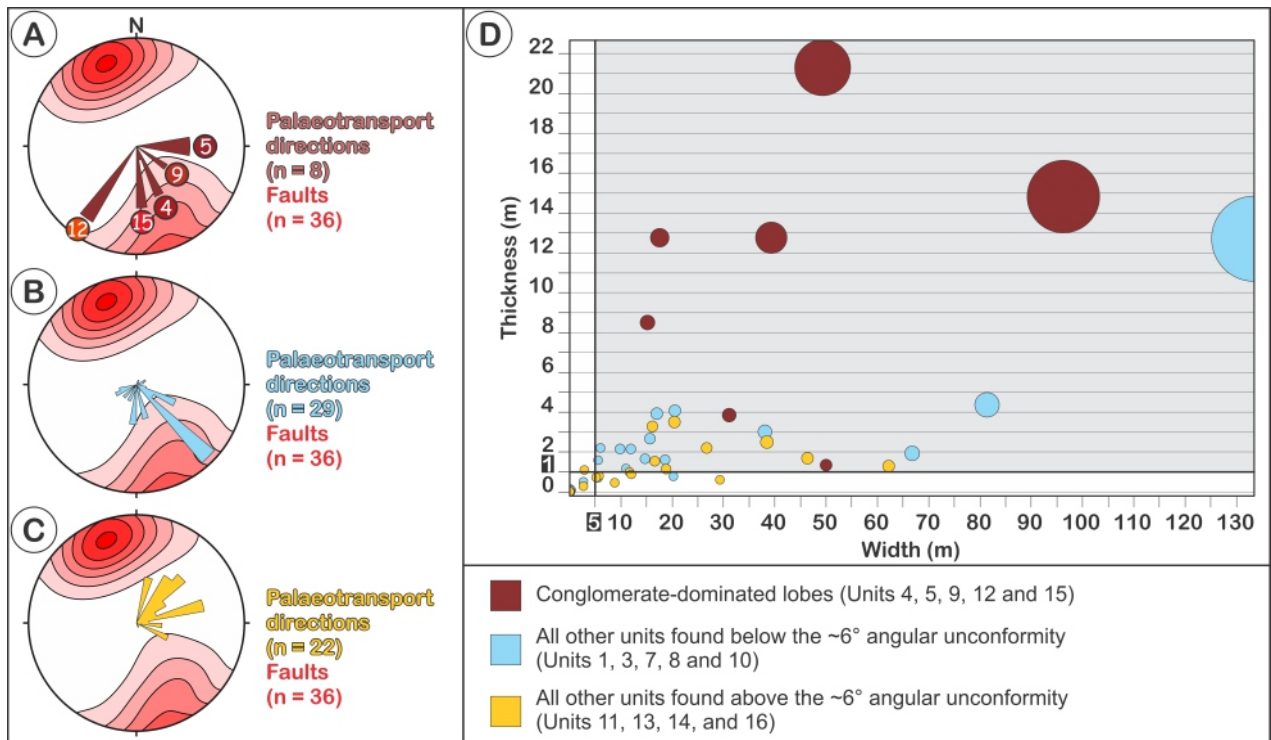 A
N
5
9
4
15
12
Palaeotransport
directions
(n = 8)
Faults
(n = 36)
B
Palaeotransport
directions
(n = 29)
Faults
(n = 36)
C
Palaeotransport
directions
(n = 22)
Faults
(n = 36)
D
Thickness (m)
22
20
18
16
14
12
10
8
6
4
2
1
0
5 10 20 30 40 50 60 70 80 90 100 110 120 130
Width (m)
Conglomerate-dominated lobes (Units 4, 5, 9, 12 and 15)
All other units found below the ~6° angular unconformity
(Units 1, 3, 7, 8 and 10)
All other units found above the ~6° angular unconformity
(Units 11, 13, 14, and 16)